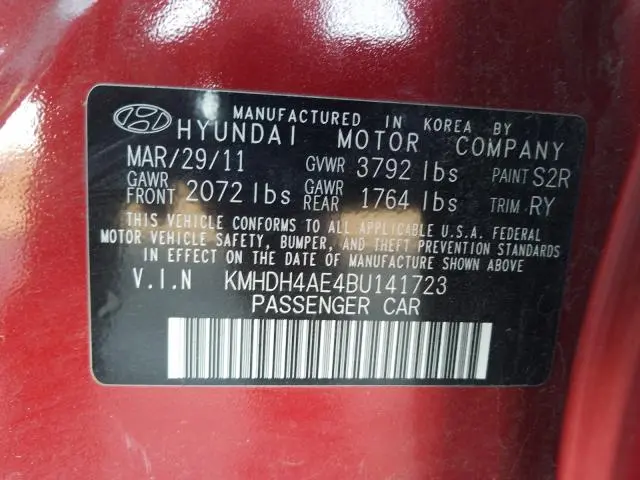 MANUFACTURED IN KOREA BY
HYUNDAI MOTOR COMPANY
MAR/29/11 GVWR 3792 lbs PAINT S2R
GAWR FRONT 2072 lbs GAWR REAR 1764 lbs TRIM RY
THIS VEHICLE CONFORMS TO ALL APPLICABLE U.S.A. FEDERAL
MOTOR VEHICLE SAFETY, BUMPER, AND THEFT PREVENTION STANDARDS
IN EFFECT ON THE DATE OF MANUFACTURE SHOWN ABOVE
V.I.N KMHDH4AE4BU141723
PASSENGER CAR